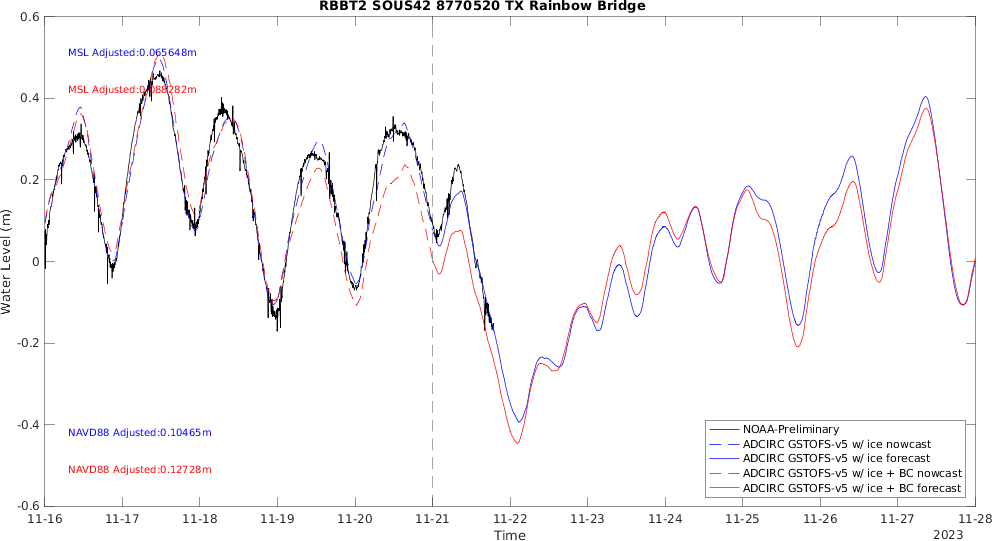 RBBT2 SOUS42 8770520 TX Rainbow Bridge
0.6
MSL Adjusted:0.065648m
0.4
MSL Adjusted:0.088282m
0.2
Water Level (m)
0
-0.2
-0.4
NAVD88 Adjusted:0.10465m
NAVD88 Adjusted:0.12728m
-0.6
NOAA-Preliminary
ADCIRC GSTOFS-v5 w/ ice nowcast
ADCIRC GSTOFS-v5 w/ ice forecast
ADCIRC GSTOFS-v5 w/ ice + BC nowcast
ADCIRC GSTOFS-v5 w/ ice + BC forecast
11-16 11-17 11-18 11-19 11-20 11-21 11-22 11-23 11-24 11-25 11-26 11-27 11-28
Time
2023